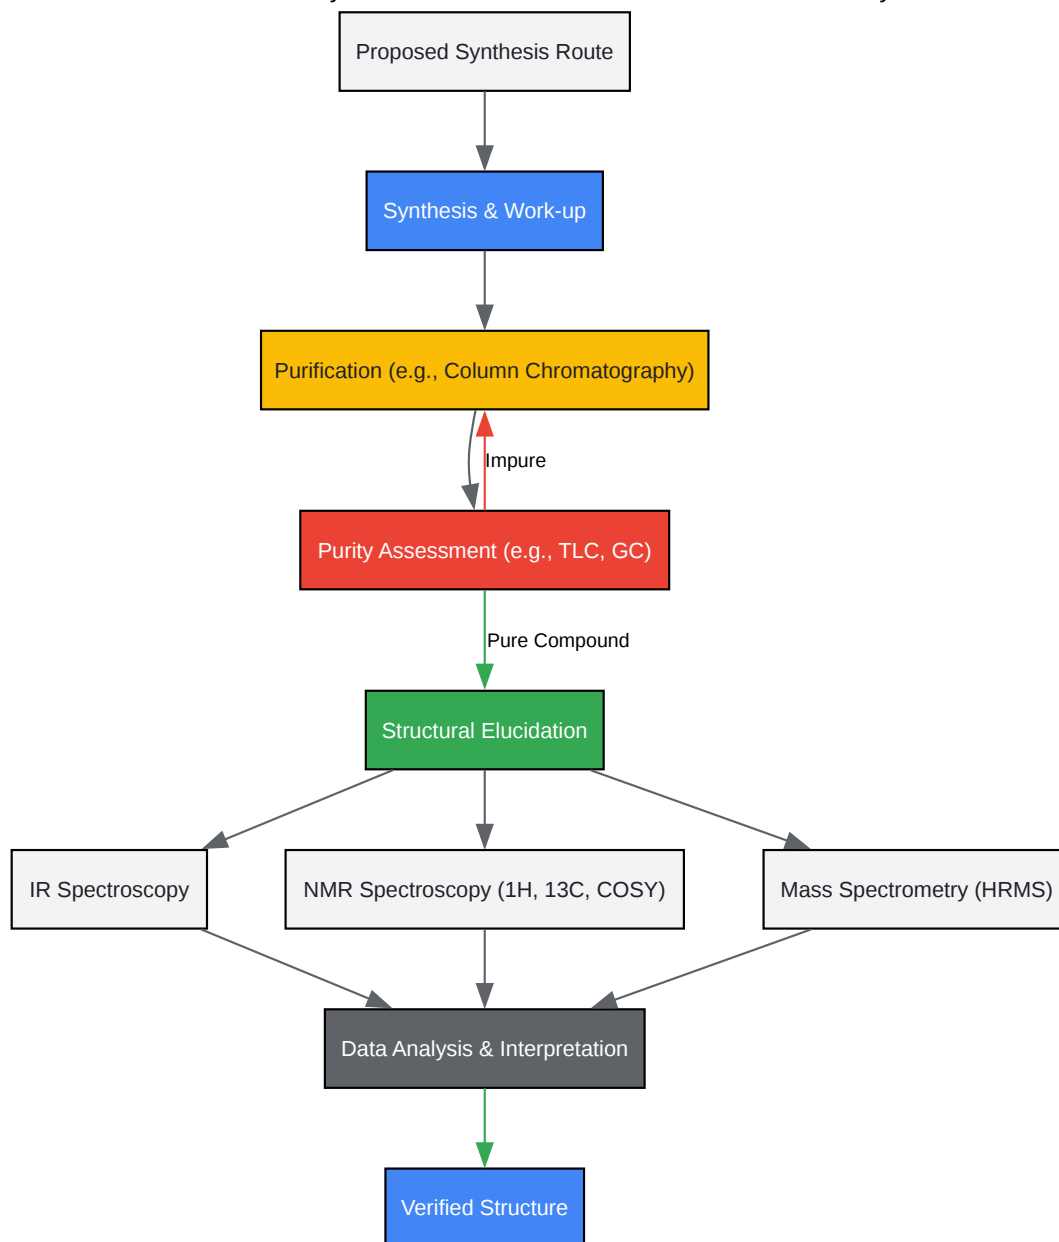 Proposed Synthesis Route
Synthesis & Work-up
Purification (e.g., Column Chromatography)
Impure
Purity Assessment (e.g., TLC, GC)
Pure Compound
Structural Elucidation
IR Spectroscopy
NMR Spectroscopy (1H, 13C, COSY)
Mass Spectrometry (HRMS)
Data Analysis & Interpretation
Verified Structure